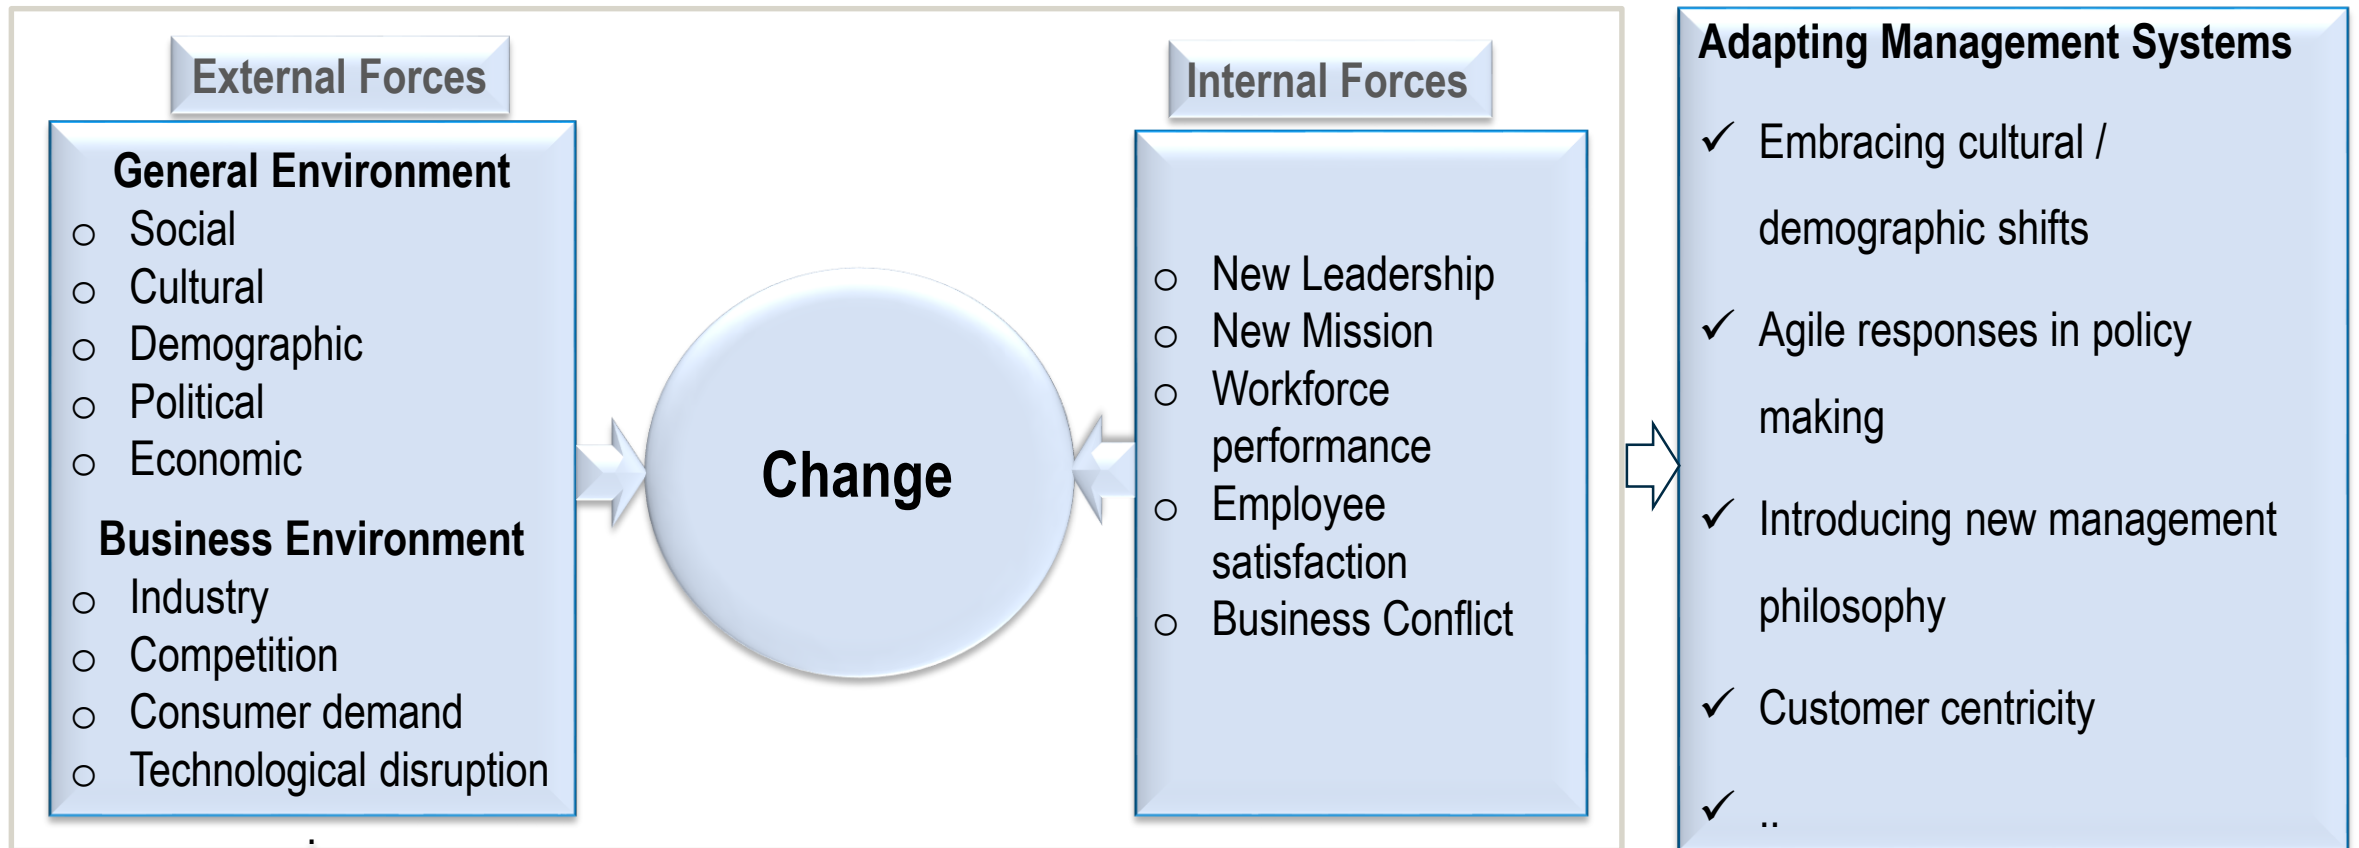 External Forces
General Environment
o Social
o Cultural
o Demographic
o Political
o Economic
Business Environment
o Industry
o Competition
o Consumer demand
o Technological disruption
.
Change
Internal Forces
o New Leadership
o New Mission
o Workforce
performance
o Employee
satisfaction
o Business Conflict
Adapting Management Systems
✓ Embracing cultural /
demographic shifts
✓ Agile responses in policy
making
✓ Introducing new management
philosophy
✓ Customer centricity
✓ ..